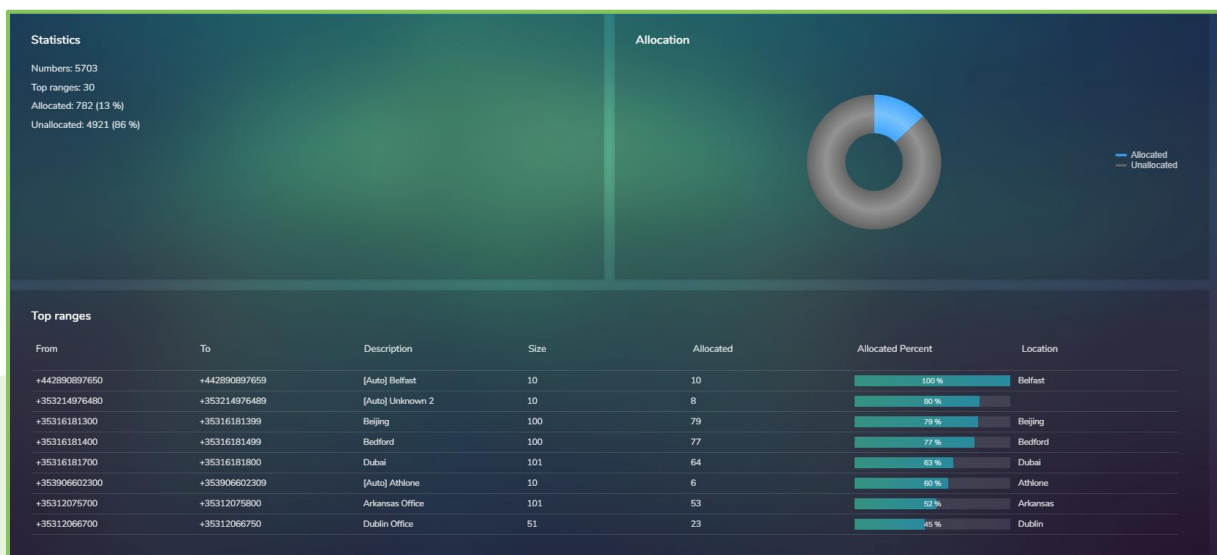 Statistics
Numbers: 5703
Top ranges: 30
Allocated: 782 (13 %)
Unallocated: 4921 (86 %)
Allocation
Allocated
Unallocated
Top ranges
From To Description Size Allocated Allocated Percent Location
+442890897650 +442890897659 [Auto] Belfast 10 10 100 % Belfast
+353214976480 +353214976489 [Auto] Unknown 2 10 8 80 %
+35316181300 +35316181399 Beijing 100 79 79 % Beijing
+35316181400 +35316181499 Bedford 100 77 77 % Bedford
+35316181700 +35316181800 Dubai 101 64 63 % Dubai
+353906602300 +353906602309 [Auto] Athlone 10 6 60 % Athlone
+35312075700 +35312075800 Arkansas Office 101 53 52 % Arkansas
+35312066700 +35312066750 Dublin Office 51 23 45 % Dublin